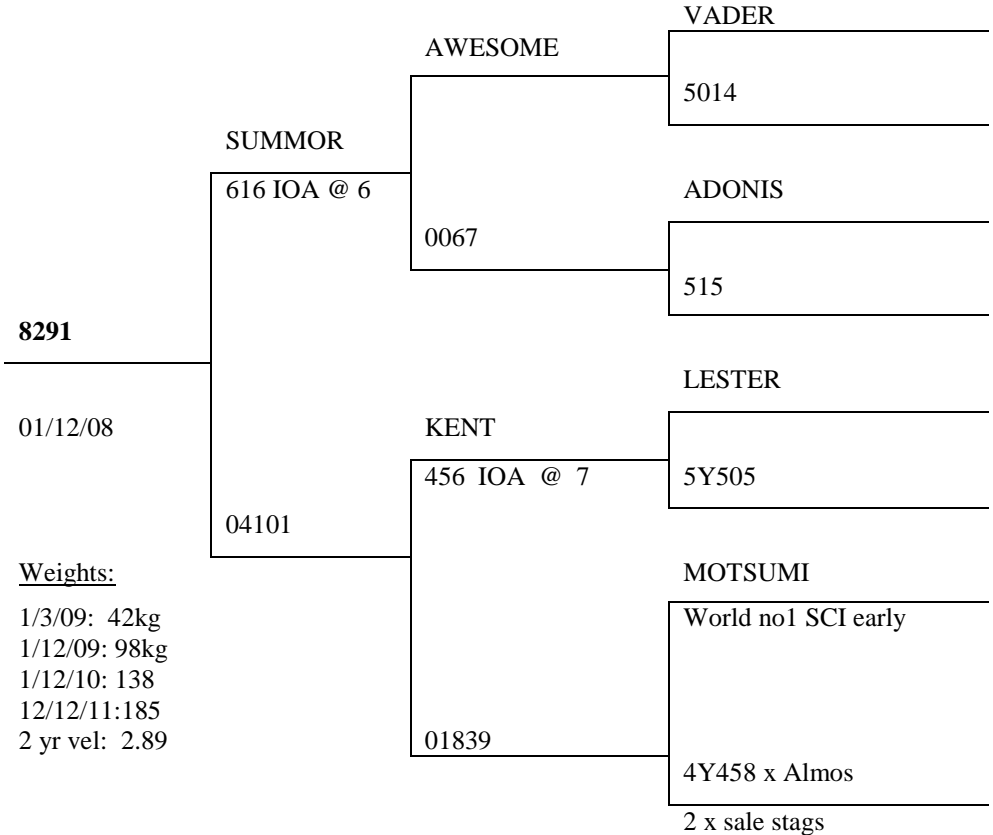 VADER
AWESOME
5014
SUMMOR
616 IOA @ 6
ADONIS
0067
515
8291
LESTER
01/12/08
KENT
456 IOA @ 7
5Y505
04101
Weights:
MOTSUMI
1/3/09: 42kg
World no1 SCI early
1/12/09: 98kg
1/12/10: 138
12/12/11:185
2 yr vel: 2.89
01839
4Y458 x Almos
2 x sale stags